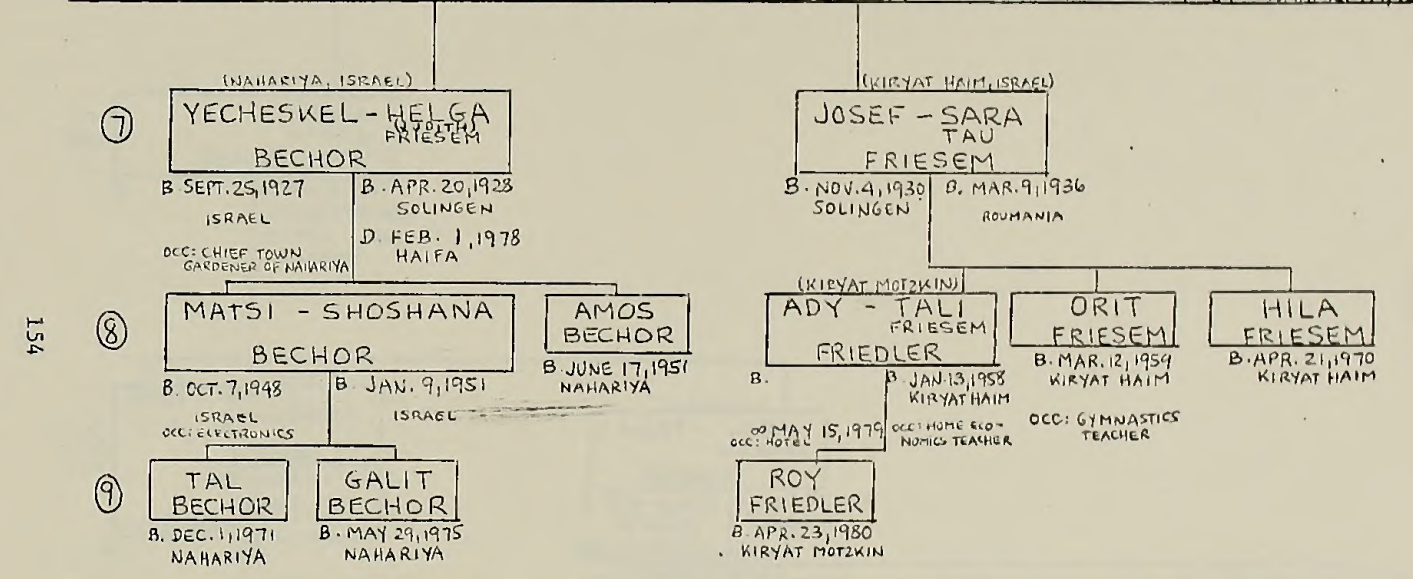 (NAHARIYA, ISRAEL)
(KIRYAT HAIM, ISRAEL)
⑦
YECHESKEL - HELGA
(JUDITH)
FRIESEM
BECHOR
B SEPT. 25, 1927
ISRAEL
OCC: CHIEF TOWN
GARDENER OF NAHARIYA
B. APR. 20, 1928
SOLINGEN
D. FEB. 1, 1978
HAIFA
JOSEF - SARA
TAU
FRIESEM
B. NOV. 4, 1930
SOLINGEN
B. MAR. 9, 1936
ROUMANIA
154
⑧
MATSI - SHOSHANA
BECHOR
B. OCT. 7, 1948
ISRAEL
OCC: ELECTRONICS
B. JAN. 9, 1951
ISRAEL
AMOS
BECHOR
B. JUNE 17, 1951
NAHARIYA
(KIRYAT MOTZKIN)
ADY - TALI
FRIESEM
FRIEDLER
B.
B. JAN. 13, 1958
KIRYAT HAIM
∞ MAY 15, 1979
OCC: HOTEL
OCC: HOME ECO-
NOMICS TEACHER
ORIT
FRIESEM
B. MAR. 12, 1959
KIRYAT HAIM
OCC: GYMNASTICS
TEACHER
HILA
FRIESEM
B. APR. 21, 1970
KIRYAT HAIM
⑨
TAL
BECHOR
B. DEC. 1, 1971
NAHARIYA
GALIT
BECHOR
B. MAY 29, 1975
NAHARIYA
ROY
FRIEDLER
B. APR. 23, 1980
KIRYAT MOTZKIN